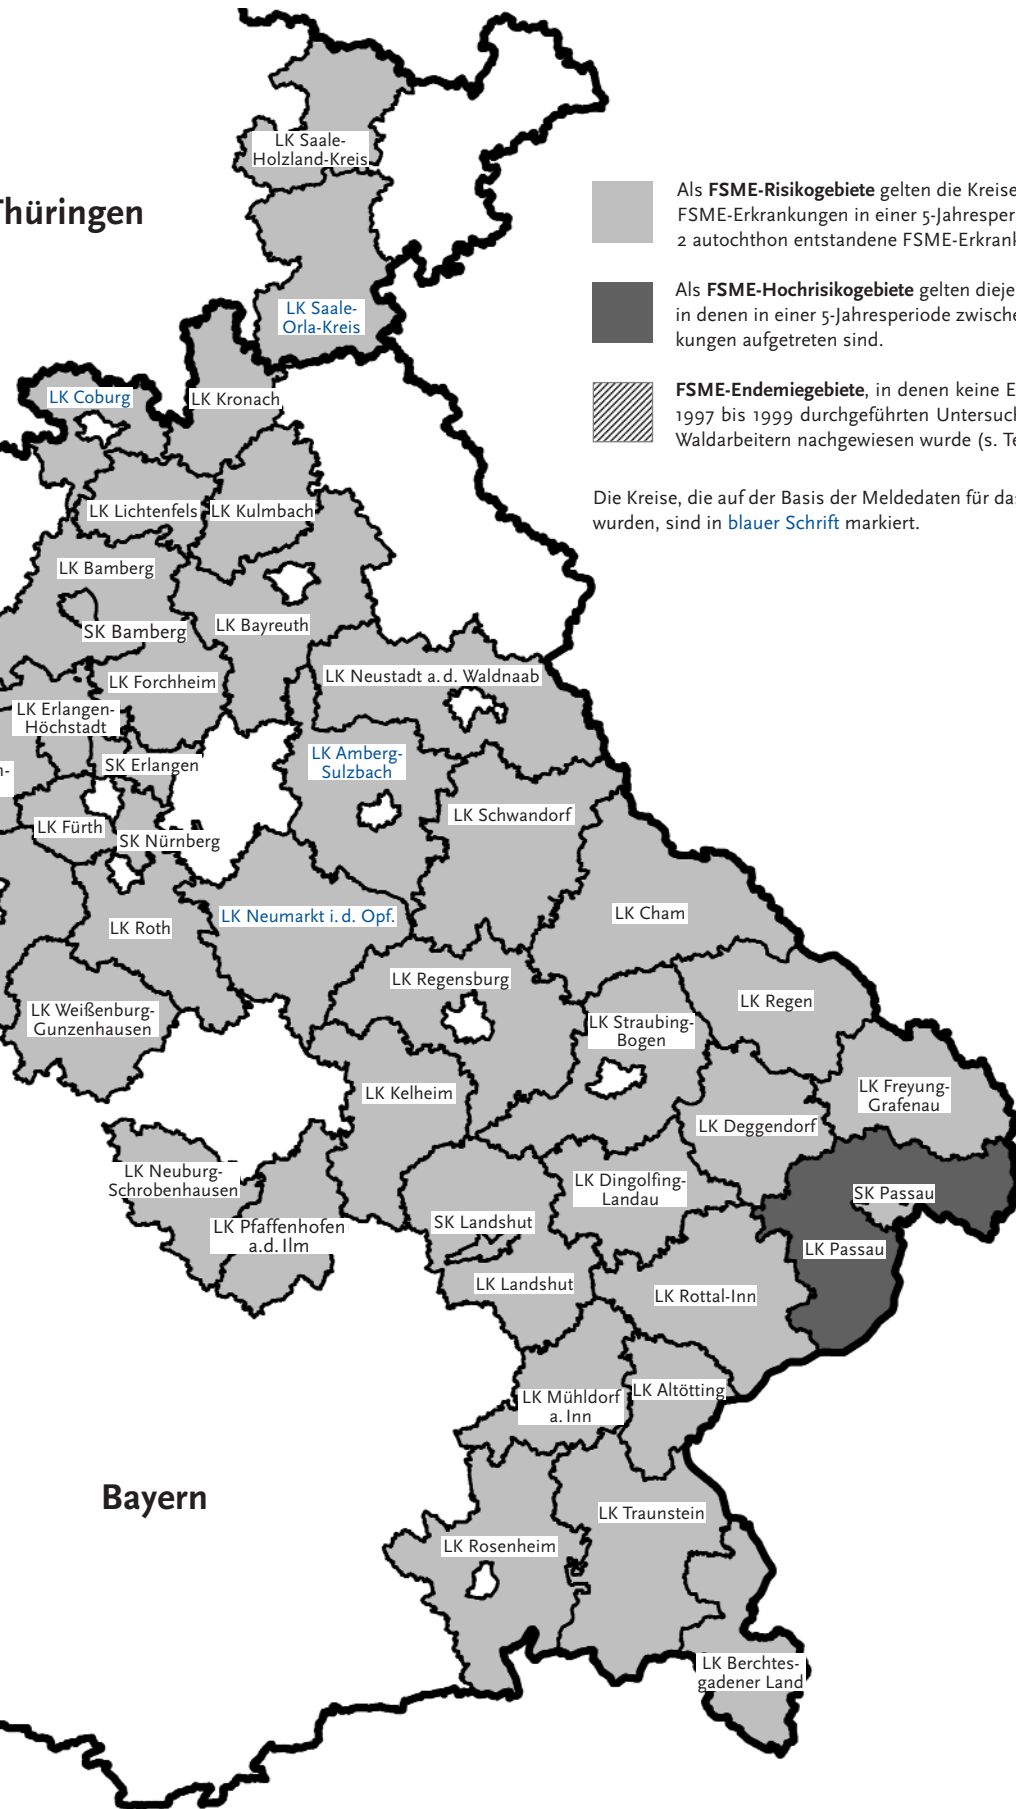 LK Saale-
Holzland-Kreis
Thüringen
Als FSME-Risikogebiete gelten die Kreise
FSME-Erkrankungen in einer 5-Jahresper
2 autochthon entstandene FSME-Erkrank
LK Saale-
Orla-Kreis
Als FSME-Hochrisikogebiete gelten dieje
in denen in einer 5-Jahresperiode zwische
kungen aufgetreten sind.
LK Coburg
LK Kronach
FSME-Endemiegebiete, in denen keine E
1997 bis 1999 durchgeführten Untersuch
Waldarbeitern nachgewiesen wurde (s. Te
Die Kreise, die auf der Basis der Meldedaten für das
wurden, sind in blauer Schrift markiert.
LK Lichtenfels
LK Kulmbach
LK Bamberg
SK Bamberg
LK Bayreuth
LK Forchheim
LK Neustadt a. d. Waldnaab
LK Erlangen-
Höchstadt
SK Erlangen
LK Amberg-
Sulzbach
n-
LK Fürth
SK Nürnberg
LK Schwandorf
LK Roth
LK Neumarkt i. d. Opf.
LK Cham
LK Regensburg
LK Regen
LK Weißenburg-
Gunzenhausen
LK Straubing-
Bogen
LK Kelheim
LK Freyung-
Grafenau
LK Deggendorf
LK Neuburg-
Schrobenhausen
LK Dingolfing-
Landau
SK Passau
LK Pfaffenhofen
a.d. Ilm
SK Landshut
LK Passau
LK Landshut
LK Rottal-Inn
LK Mühldorf
a. Inn
LK Altötting
Bayern
LK Traunstein
LK Rosenheim
LK Berchtes-
gadener Land